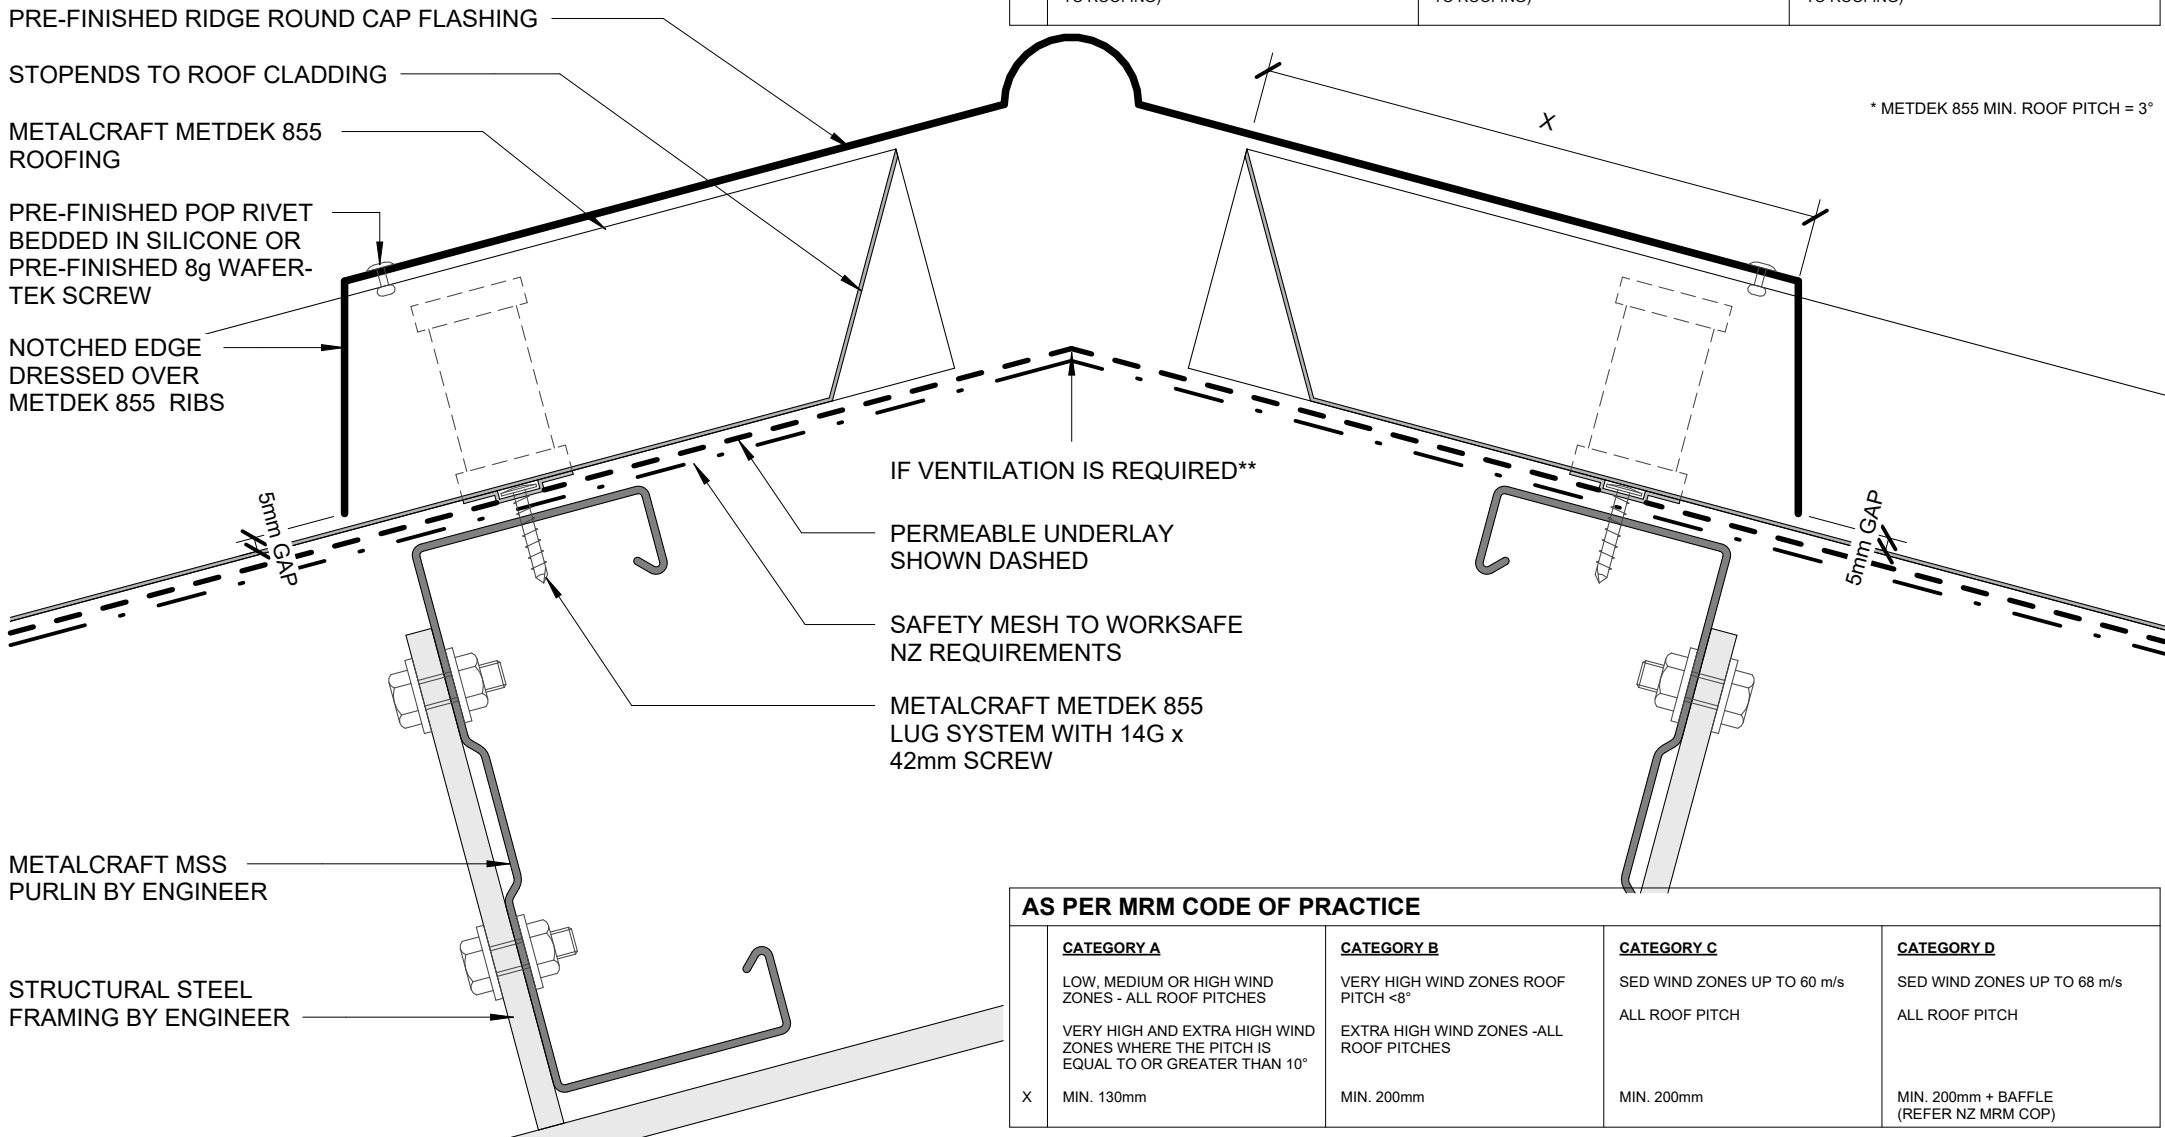 TO ROOFING) TO ROOFING) TO ROOFING)
PRE-FINISHED RIDGE ROUND CAP FLASHING
STOPENDS TO ROOF CLADDING
METALCRAFT METDEK 855
ROOFING
PRE-FINISHED POP RIVET
BEDDED IN SILICONE OR
PRE-FINISHED 8g WAFER-
TEK SCREW
NOTCHED EDGE
DRESSED OVER
METDEK 855 RIBS
5mm GAP
METALCRAFT MSS
PURLIN BY ENGINEER
STRUCTURAL STEEL
FRAMING BY ENGINEER
X
* METDEK 855 MIN. ROOF PITCH = 3°
IF VENTILATION IS REQUIRED**
PERMEABLE UNDERLAY
SHOWN DASHED
SAFETY MESH TO WORKSAFE
NZ REQUIREMENTS
METALCRAFT METDEK 855
LUG SYSTEM WITH 14G x
42mm SCREW
5mm GAP
AS PER MRM CODE OF PRACTICE
CATEGORY A
LOW, MEDIUM OR HIGH WIND
ZONES - ALL ROOF PITCHES
VERY HIGH AND EXTRA HIGH WIND
ZONES WHERE THE PITCH IS
EQUAL TO OR GREATER THAN 10°
CATEGORY B
VERY HIGH WIND ZONES ROOF
PITCH <8°
EXTRA HIGH WIND ZONES -ALL
ROOF PITCHES
CATEGORY C
SED WIND ZONES UP TO 60 m/s
ALL ROOF PITCH
CATEGORY D
SED WIND ZONES UP TO 68 m/s
ALL ROOF PITCH
X MIN. 130mm MIN. 200mm MIN. 200mm MIN. 200mm + BAFFLE
(REFER NZ MRM COP)